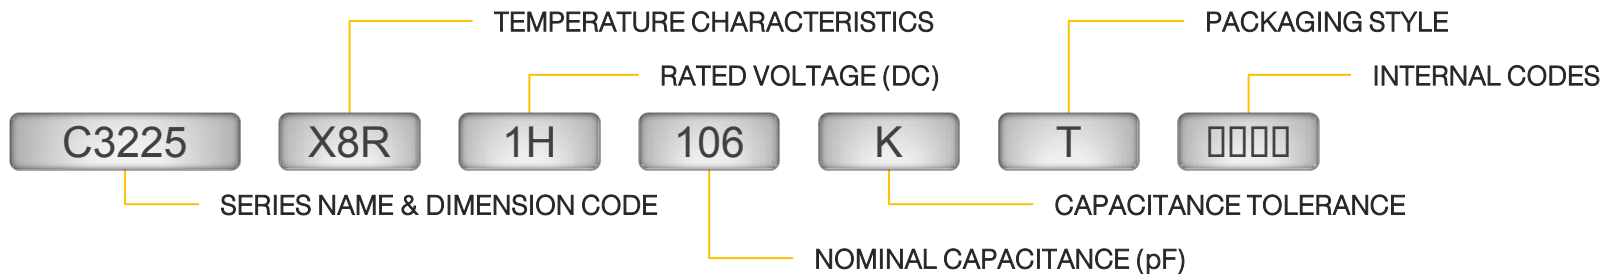 TEMPERATURE CHARACTERISTICS
PACKAGING STYLE
RATED VOLTAGE (DC)
INTERNAL CODES
C3225 X8R 1H 106 K T □□□□
SERIES NAME & DIMENSION CODE
CAPACITANCE TOLERANCE
NOMINAL CAPACITANCE (pF)